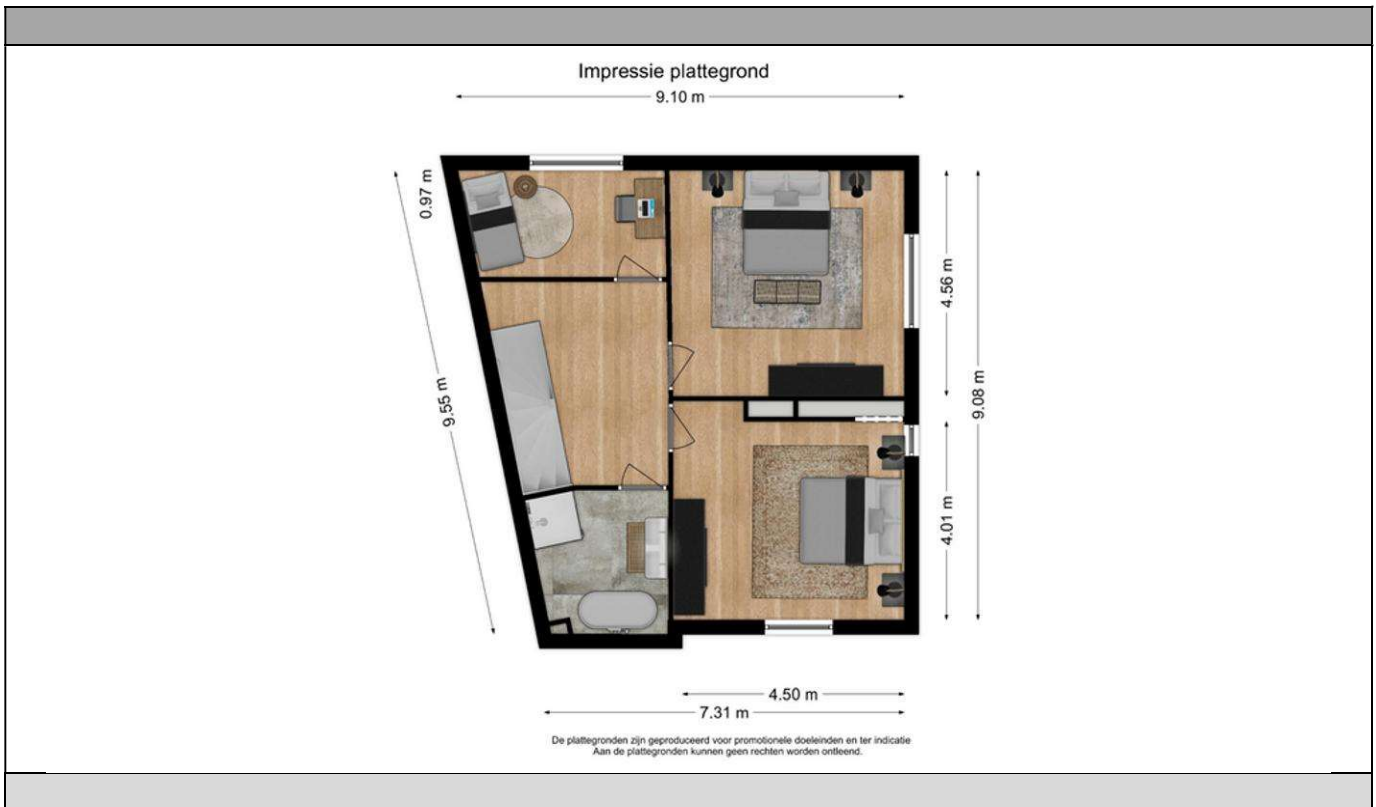 Impressie plattegrond
9.10 m
0.97 m
4.56 m
9.55 m
9.08 m
4.01 m
4.50 m
7.31 m
De plattegronden zijn geproduceerd voor promotionele doeleinden en ter indicatie
Aan de plattegronden kunnen geen rechten worden ontleend.